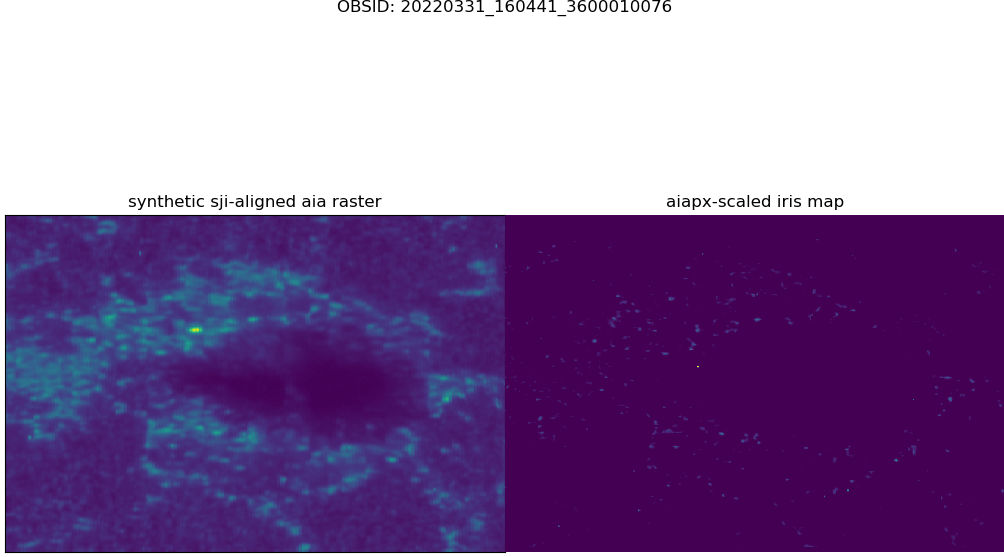 OBSID: 20220331_160441_3600010076
synthetic sji-aligned aia raster
aiapx-scaled iris map